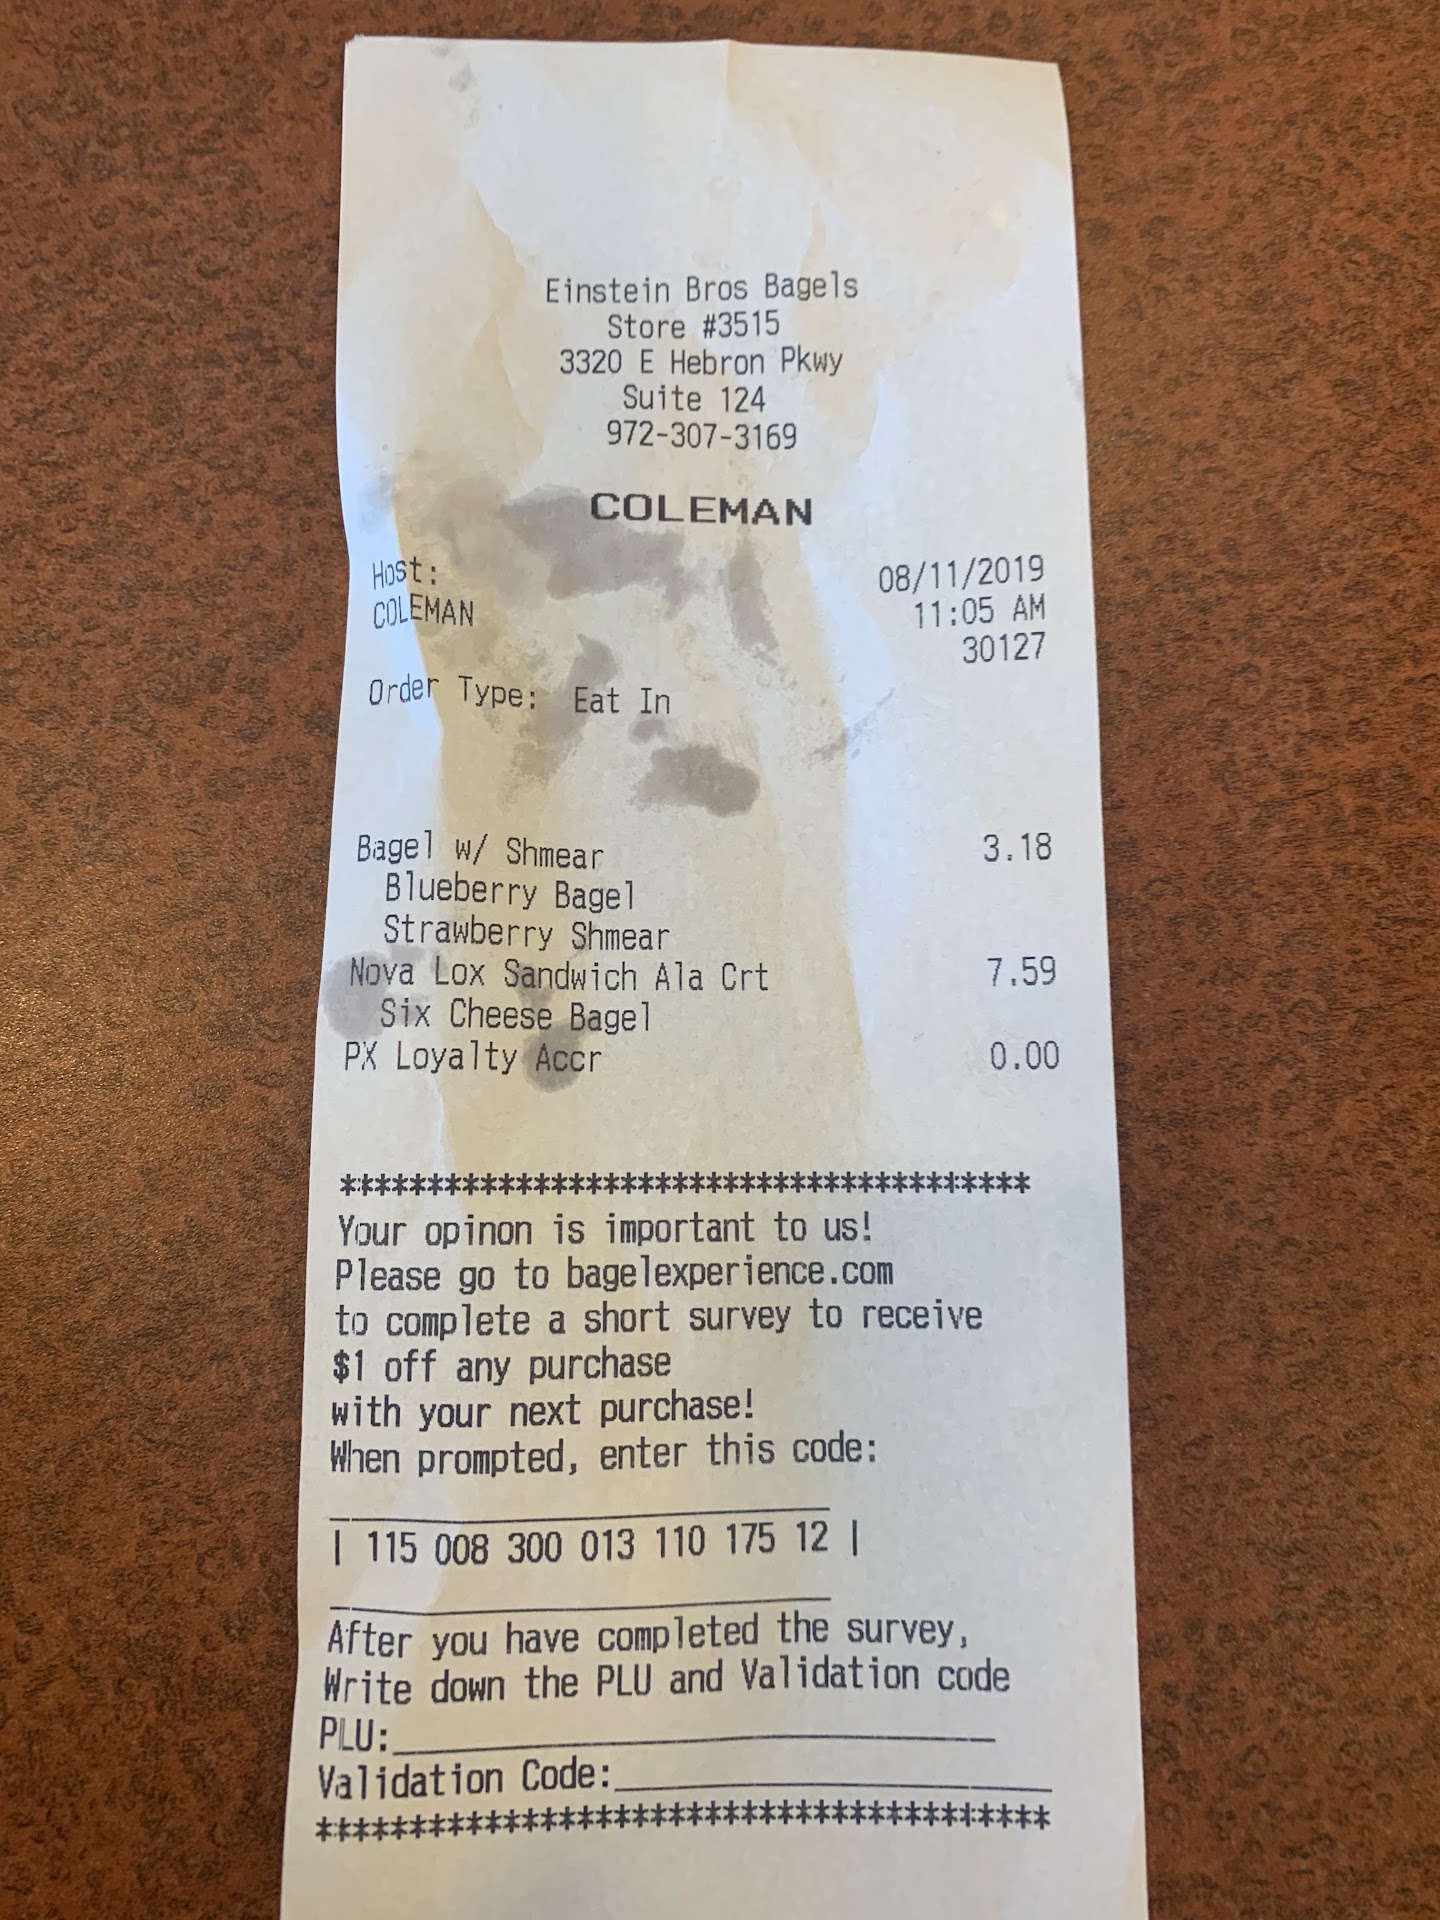 Einstein Bros Bagels
Store #3515
3320 E Hebron Pkwy
Suite 124
972-307-3169
COLEMAN
Host: 08/11/2019
COLEMAN 11:05 AM
30127
Order Type: Eat In
Bagel w/ Shmear 3.18
Blueberry Bagel
Strawberry Shmear
Nova Lox Sandwich Ala Crt 7.59
Six Cheese Bagel
PX Loyalty Accr 0.00
****************************************
Your opinon is important to us!
Please go to bagelexperience.com
to complete a short survey to receive
$1 off any purchase
with your next purchase!
When prompted, enter this code:
| 115 008 300 013 110 175 12 |
After you have completed the survey,
Write down the PLU and Validation code
PLU:
Validation Code:
****************************************